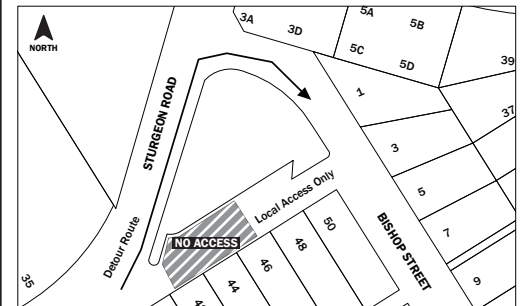 NORTH
3A
3D
5A
5B
5C
5D
39
37
1
3
5
7
9
STURGEON ROAD
Detour Route
NO ACCESS
Local Access Only
BISHOP STREET
50
48
46
44
35